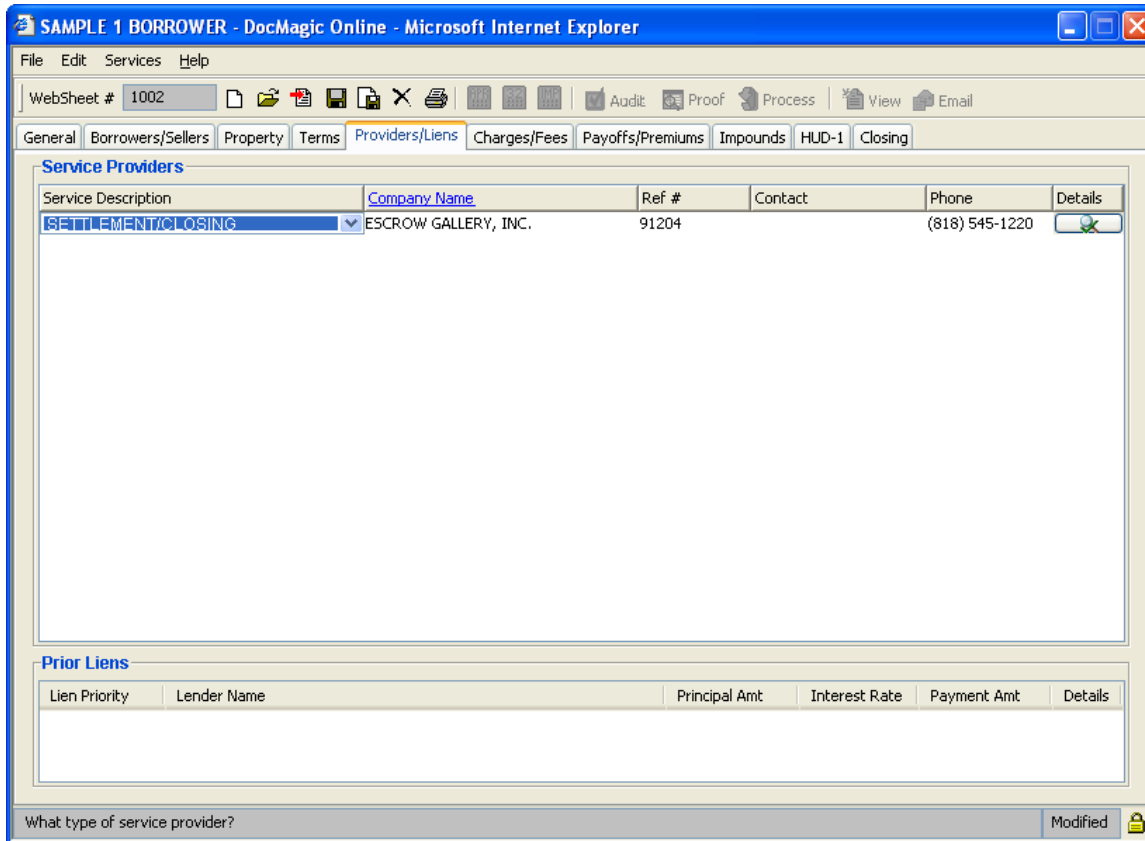 SAMPLE 1 BORROWER - DocMagic Online - Microsoft Internet Explorer
File Edit Services Help
WebSheet # 1002 Audit Proof Process View Email
General Borrowers/Sellers Property Terms Providers/Liens Charges/Fees Payoffs/Premiums Impounds HUD-1 Closing
Service Providers
Service Description Company Name Ref # Contact Phone Details
SETTLEMENT/CLOSING ESCROW GALLERY, INC. 91204 (818) 545-1220
Prior Liens
Lien Priority Lender Name Principal Amt Interest Rate Payment Amt Details
What type of service provider? Modified